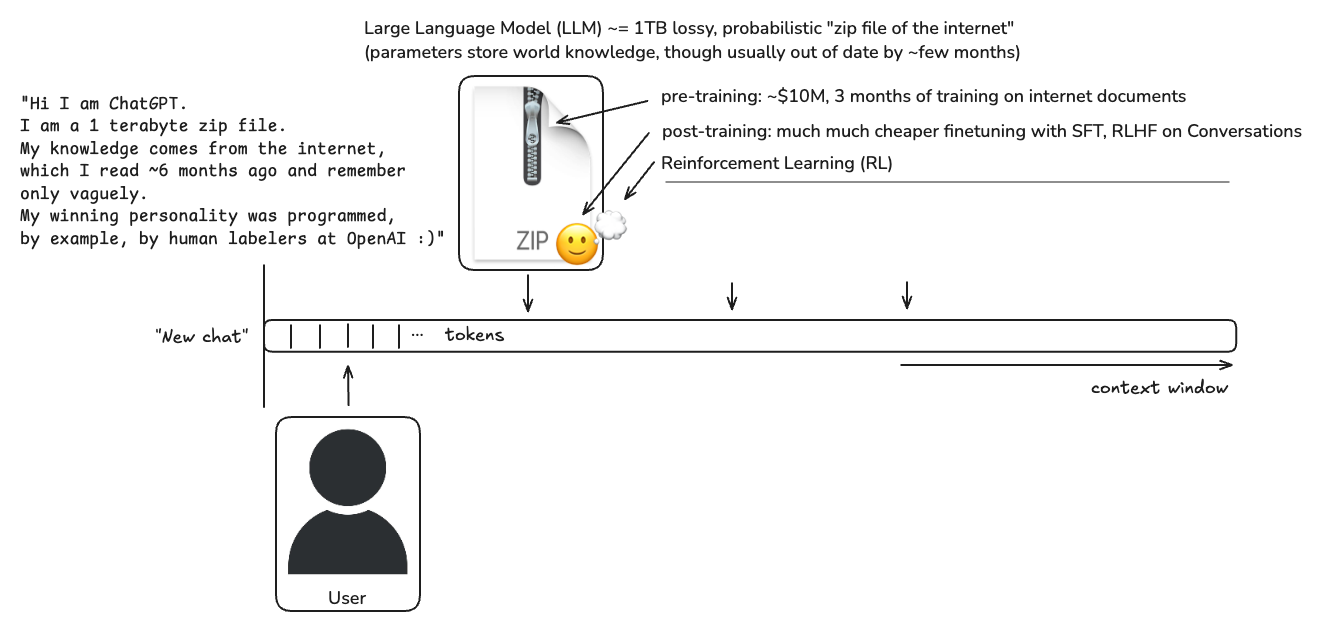 Large Language Model (LLM) ~= 1TB lossy, probabilistic "zip file of the internet"
(parameters store world knowledge, though usually out of date by ~few months)
"Hi I am ChatGPT.
I am a 1 terabyte zip file.
My knowledge comes from the internet,
which I read ~6 months ago and remember
only vaguely.
My winning personality was programmed,
by example, by human labelers at OpenAI :)"
ZIP
pre-training: ~$10M, 3 months of training on internet documents
post-training: much much cheaper finetuning with SFT, RLHF on Conversations
Reinforcement Learning (RL)
"New chat"
... tokens
context window
User